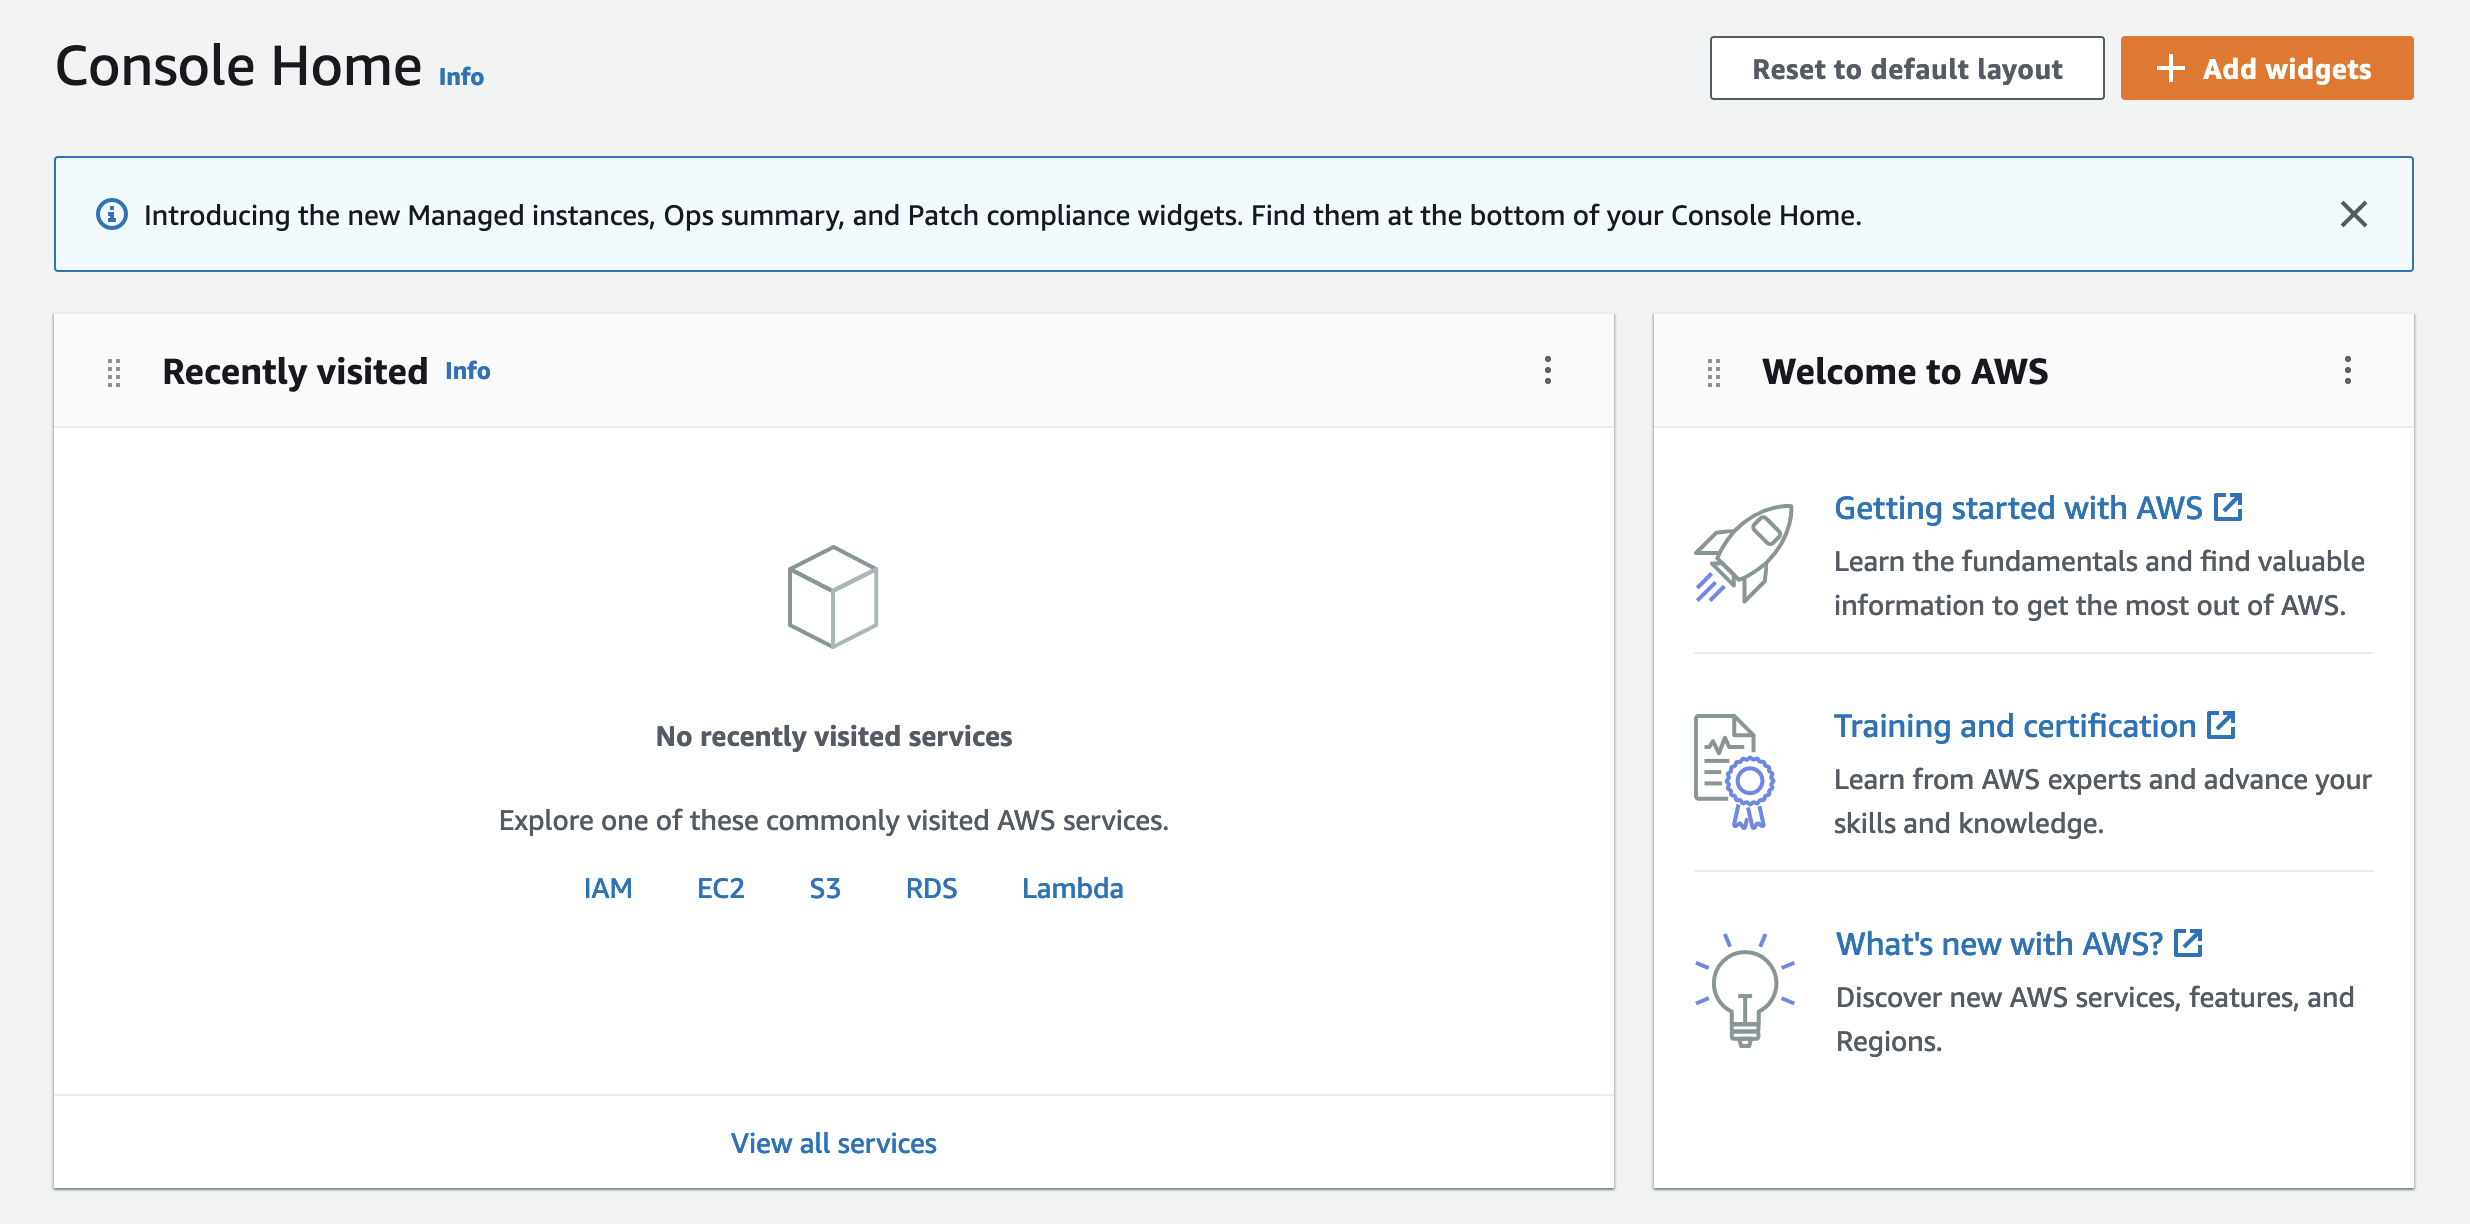 Console Home Info
Reset to default layout
Add widgets
Introducing the new Managed instances, Ops summary, and Patch compliance widgets. Find them at the bottom of your Console Home.
Recently visited Info
No recently visited services
Explore one of these commonly visited AWS services.
IAM EC2 S3 RDS Lambda
View all services
Welcome to AWS
Getting started with AWS
Learn the fundamentals and find valuable
information to get the most out of AWS.
Training and certification
Learn from AWS experts and advance your
skills and knowledge.
What's new with AWS?
Discover new AWS services, features, and
Regions.